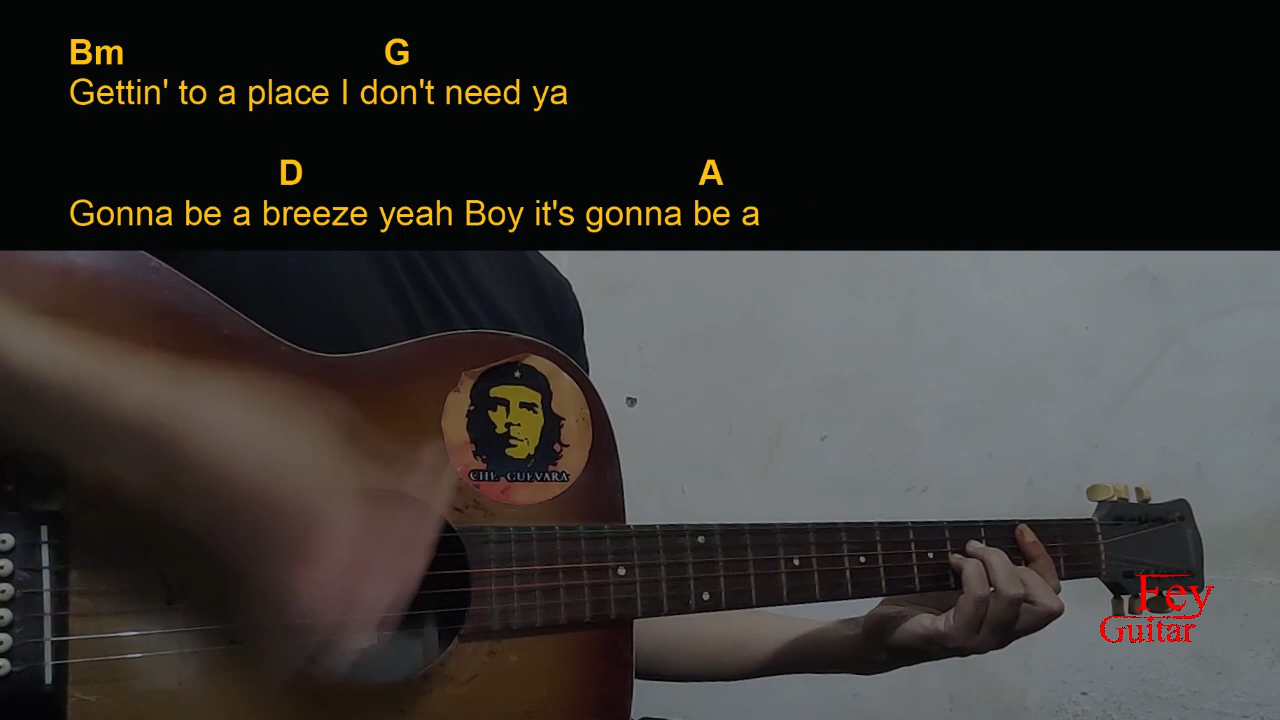 Bm G
Gettin' to a place I don't need ya
D A
Gonna be a breeze yeah Boy it's gonna be a
CHE-GUEVARA
Fey
Guitar